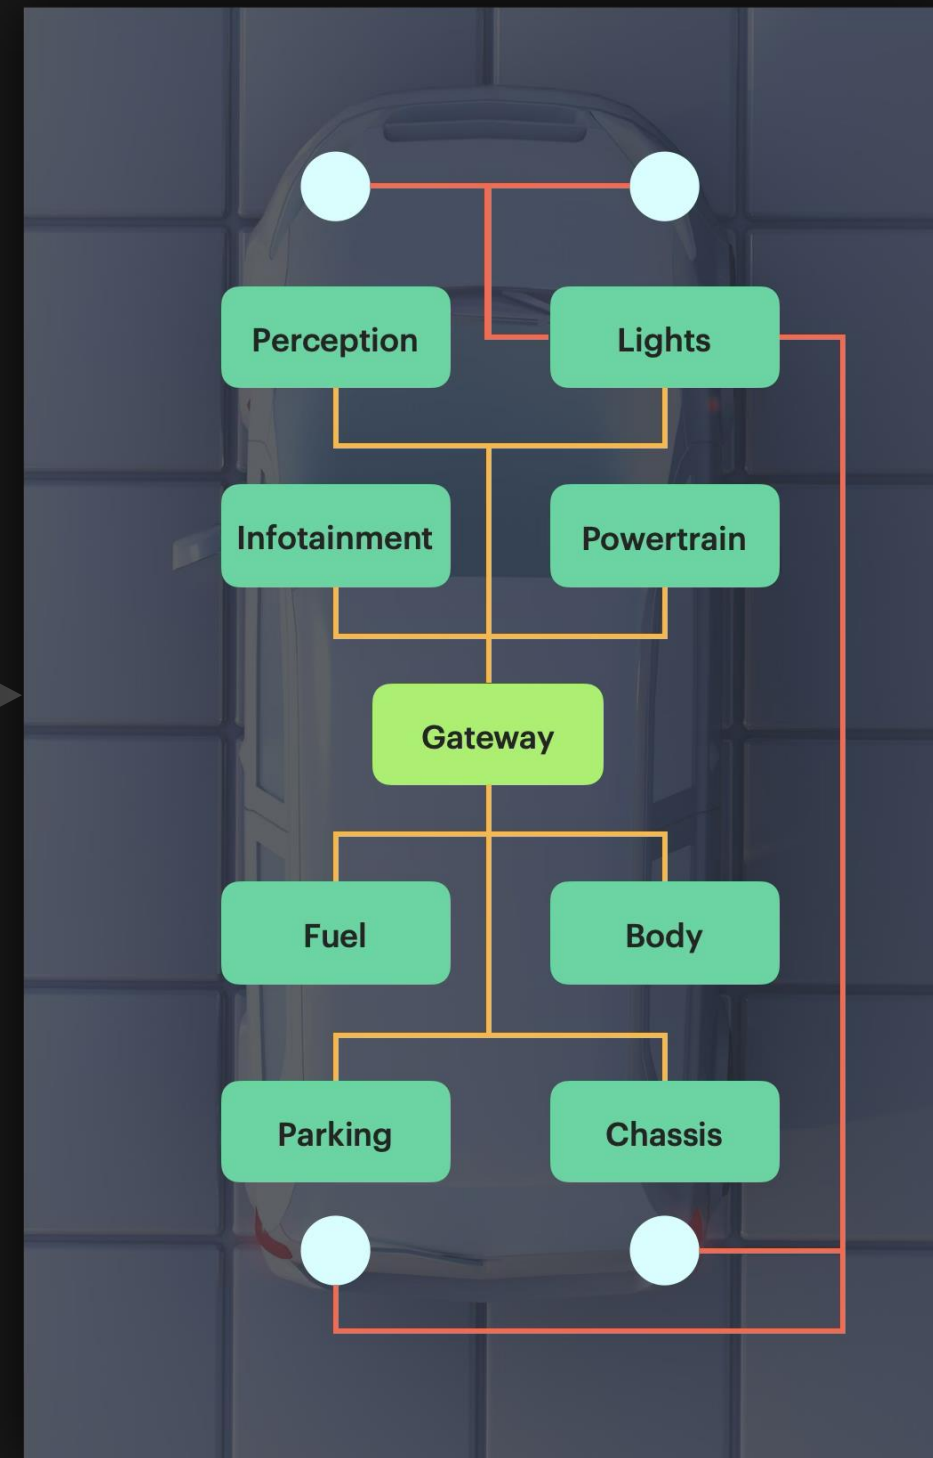 Perception
Lights
Infotainment
Powertrain
Gateway
Fuel
Body
Parking
Chassis